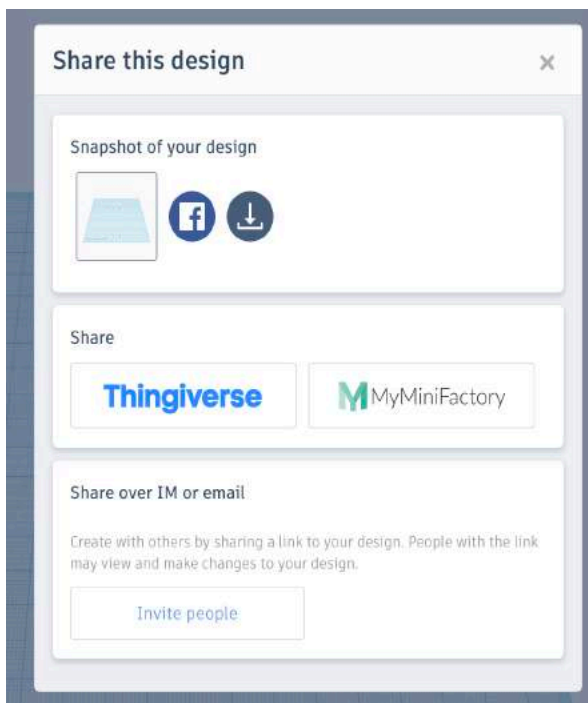 Share this design
Snapshot of your design
Share
Thingiverse
MyMiniFactory
Share over IM or email
Create with others by sharing a link to your design. People with the link
may view and make changes to your design.
Invite people